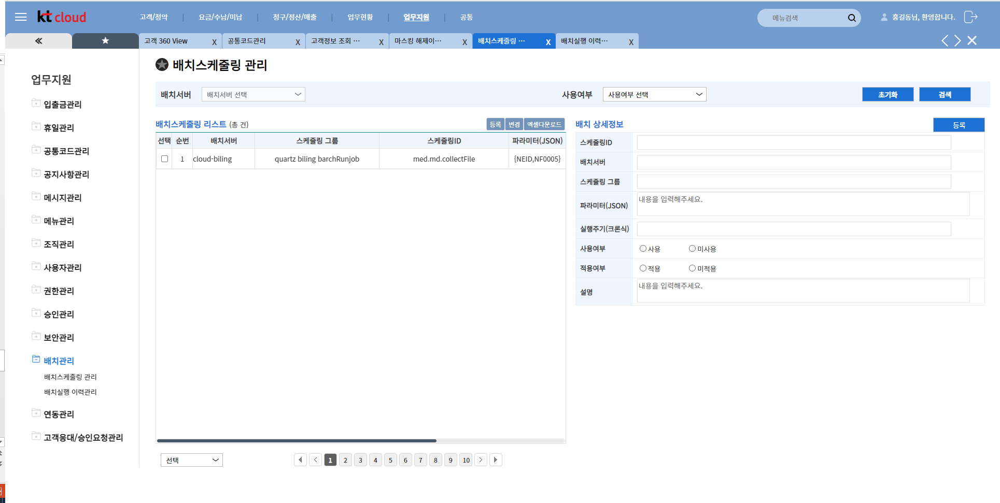 kt cloud 고객/청약 | 요금/수납/미납 | 청구/정산/매출 | 업무현황 | 업무지원 | 공통 메뉴검색 홍길동님, 환영합니다.
고객 360 View X 공통코드관리 X 고객정보 조회 ··· X 마스킹 해제이··· X 배치스케줄링 ··· X 배치실행 이력··· X
업무지원
입출금관리
휴일관리
공통코드관리
공지사항관리
메시지관리
메뉴관리
조직관리
사용자관리
권한관리
승인관리
보안관리
배치관리
배치스케줄링 관리
배치실행 이력관리
연동관리
고객응대/승인요청관리
배치스케줄링 관리
배치서버 배치서버 선택 사용여부 사용여부 선택 초기화 검색
배치스케줄링 리스트 (총 건) 등록 변경 엑셀다운로드
선택 순번 배치서버 스케줄링 그룹 스케줄링ID 파라미터(JSON)
1 cloud-biling quartz biling barchRunjob med.md.collectFile {NEID,NF0005}
선택 1 2 3 4 5 6 7 8 9 10
배치 상세정보 등록
스케줄링ID
배치서버
스케줄링 그룹
파라미터(JSON) 내용을 입력해주세요.
실행주기(크론식)
사용여부 사용 미사용
적용여부 적용 미적용
설명 내용을 입력해주세요.